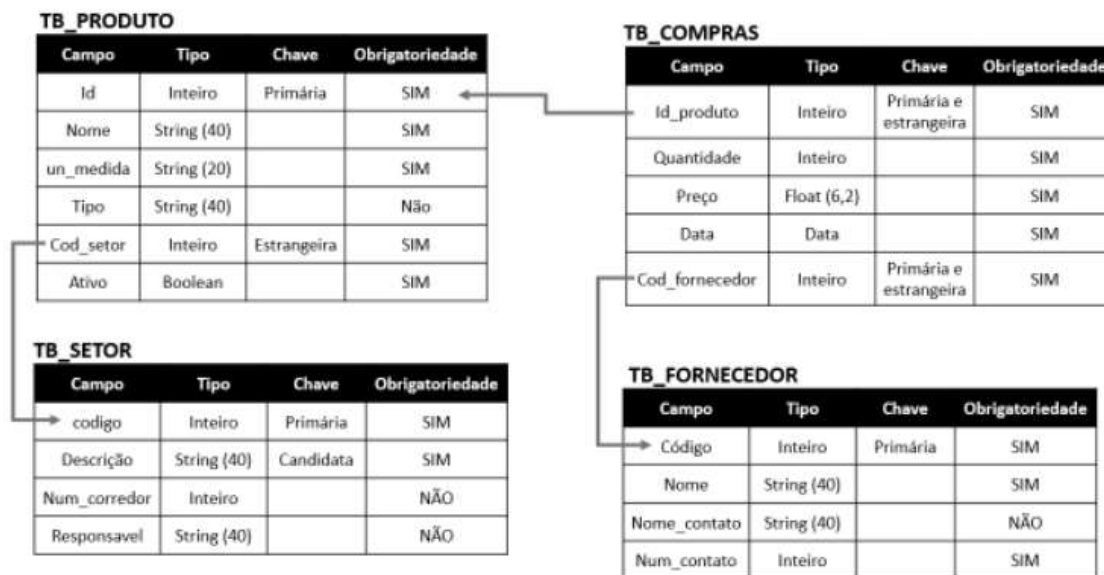 TB_PRODUTO
Campo Tipo Chave Obrigatoriedade
Id Inteiro Primária SIM
Nome String (40) SIM
un_medida String (20) SIM
Tipo String (40) Não
Cod_setor Inteiro Estrangeira SIM
Ativo Boolean SIM
TB_SETOR
Campo Tipo Chave Obrigatoriedade
codigo Inteiro Primária SIM
Descrição String (40) Candidata SIM
Num_corredor Inteiro NÃO
Responsavel String (40) NÃO
TB_COMPRAS
Campo Tipo Chave Obrigatoriedade
Id_produto Inteiro Primária e
estrangeira SIM
Quantidade Inteiro SIM
Preço Float (6,2) SIM
Data Data SIM
Cod_fornecedor Inteiro Primária e
estrangeira SIM
TB_FORNECEDOR
Campo Tipo Chave Obrigatoriedade
Código Inteiro Primária SIM
Nome String (40) SIM
Nome_contato String (40) NÃO
Num_contato Inteiro SIM